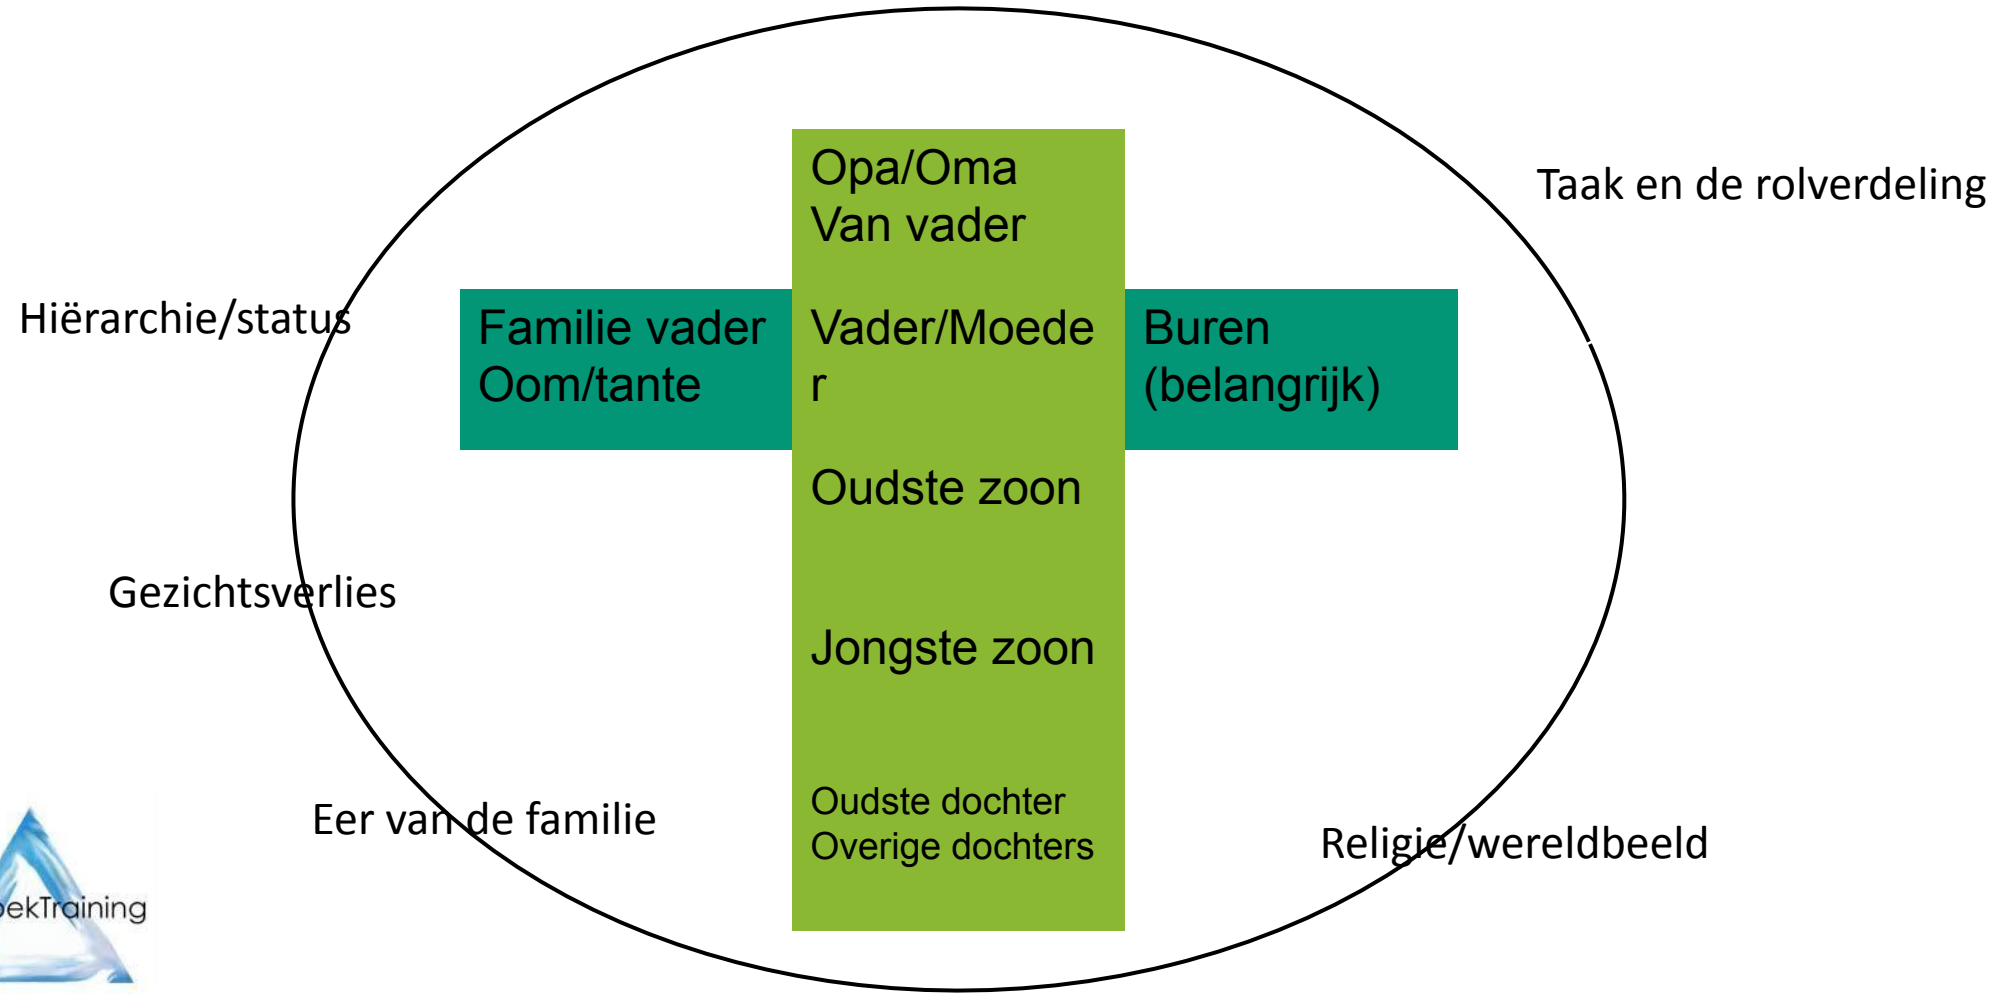 Opa/Oma
Van vader
Taak en de rolverdeling
Hiërarchie/status
Familie vader
Oom/tante
Vader/Moede
r
Buren
(belangrijk)
Oudste zoon
Gezichtsverlies
Jongste zoon
Eer van de familie
Oudste dochter
Overige dochters
Religie/wereldbeeld
ekTraining